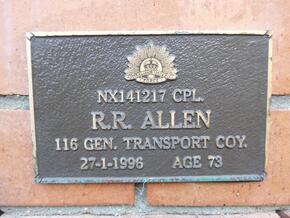 NX141217 CPL.
R.R. ALLEN
116 GEN. TRANSPORT COY.
27-1-1996 AGE 73